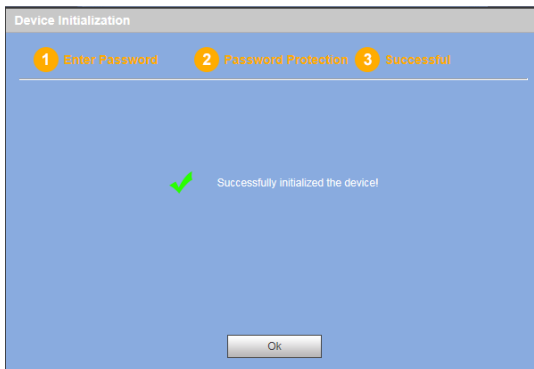 Device Initialization
1 Enter Password 2 Password Protection 3 Successful
Successfully initialized the device!
Ok